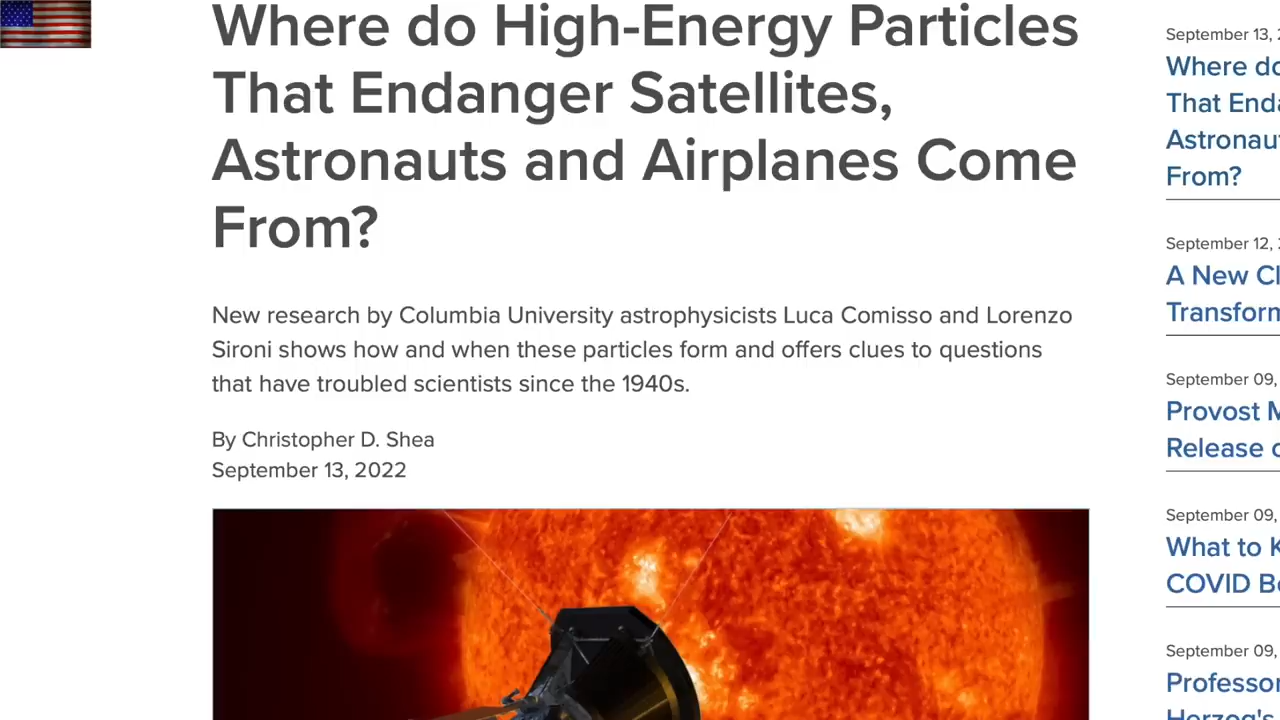 Where do High-Energy Particles
That Endanger Satellites,
Astronauts and Airplanes Come
From?
New research by Columbia University astrophysicists Luca Comisso and Lorenzo
Sironi shows how and when these particles form and offers clues to questions
that have troubled scientists since the 1940s.
By Christopher D. Shea
September 13, 2022
September 13,
Where do
That Enda
Astronaut
From?
September 12,
A New Cl
Transform
September 09,
Provost M
Release o
September 09,
What to K
COVID Bo
September 09,
Professor
Herzog's